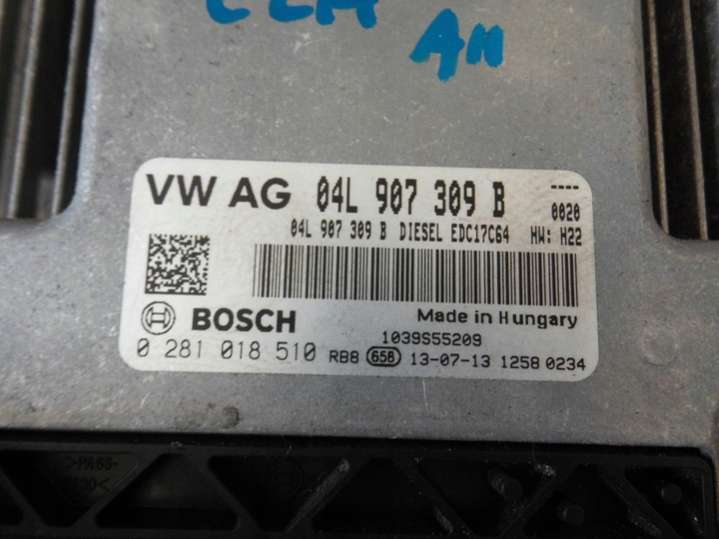 AH
VW AG 04L 907 309 B ----
0020
04L 907 309 B DIESEL EDC17C64 HW: H22
BOSCH Made in Hungary
1039S55209
0 281 018 510 RB8 658 13-07-13 1258 0234